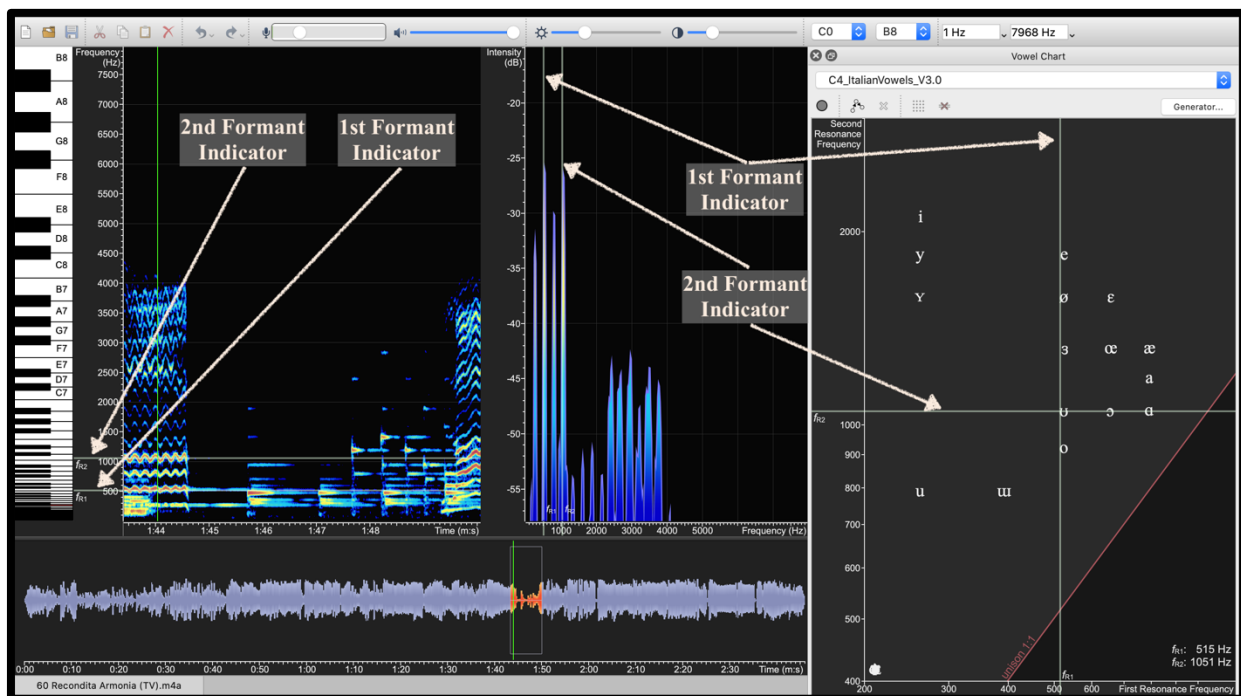 C0
B8
1 Hz
7968 Hz
Vowel Chart
C4_ItalianVowels_V3.0
Generator...
B8
A8
G8
F8
E8
D8
C8
B7
A7
G7
F7
E7
D7
C7
Frequency
(Hz)
7500
7000
6500
6000
5500
5000
4500
4000
3500
3000
2500
2000
1500
1000
500
fR2
fR1
2nd Formant
Indicator
1st Formant
Indicator
1:44
1:45
1:46
1:47
1:48
Time (m:s)
Intensity
(dB)
-20
-25
-30
-35
-40
-45
-50
-55
fR1
fR2
1000
2000
3000
4000
5000
Frequency (Hz)
1st Formant
Indicator
2nd Formant
Indicator
Second
Resonance
Frequency
2000
fR2
1000
900
800
700
600
500
400
i
y
e
ʏ
ø
ɛ
ɜ
œ
æ
a
ʊ
ɔ
ɑ
o
u
ɯ
unison 1:1
fR1: 515 Hz
fR2: 1051 Hz
200
300
400
500
fR1
600
First Resonance Frequency
0:00
0:10
0:20
0:30
0:40
0:50
1:00
1:10
1:20
1:30
1:40
1:50
2:00
2:10
2:20
2:30
Time (m:s)
60 Recondita Armonia (TV).m4a